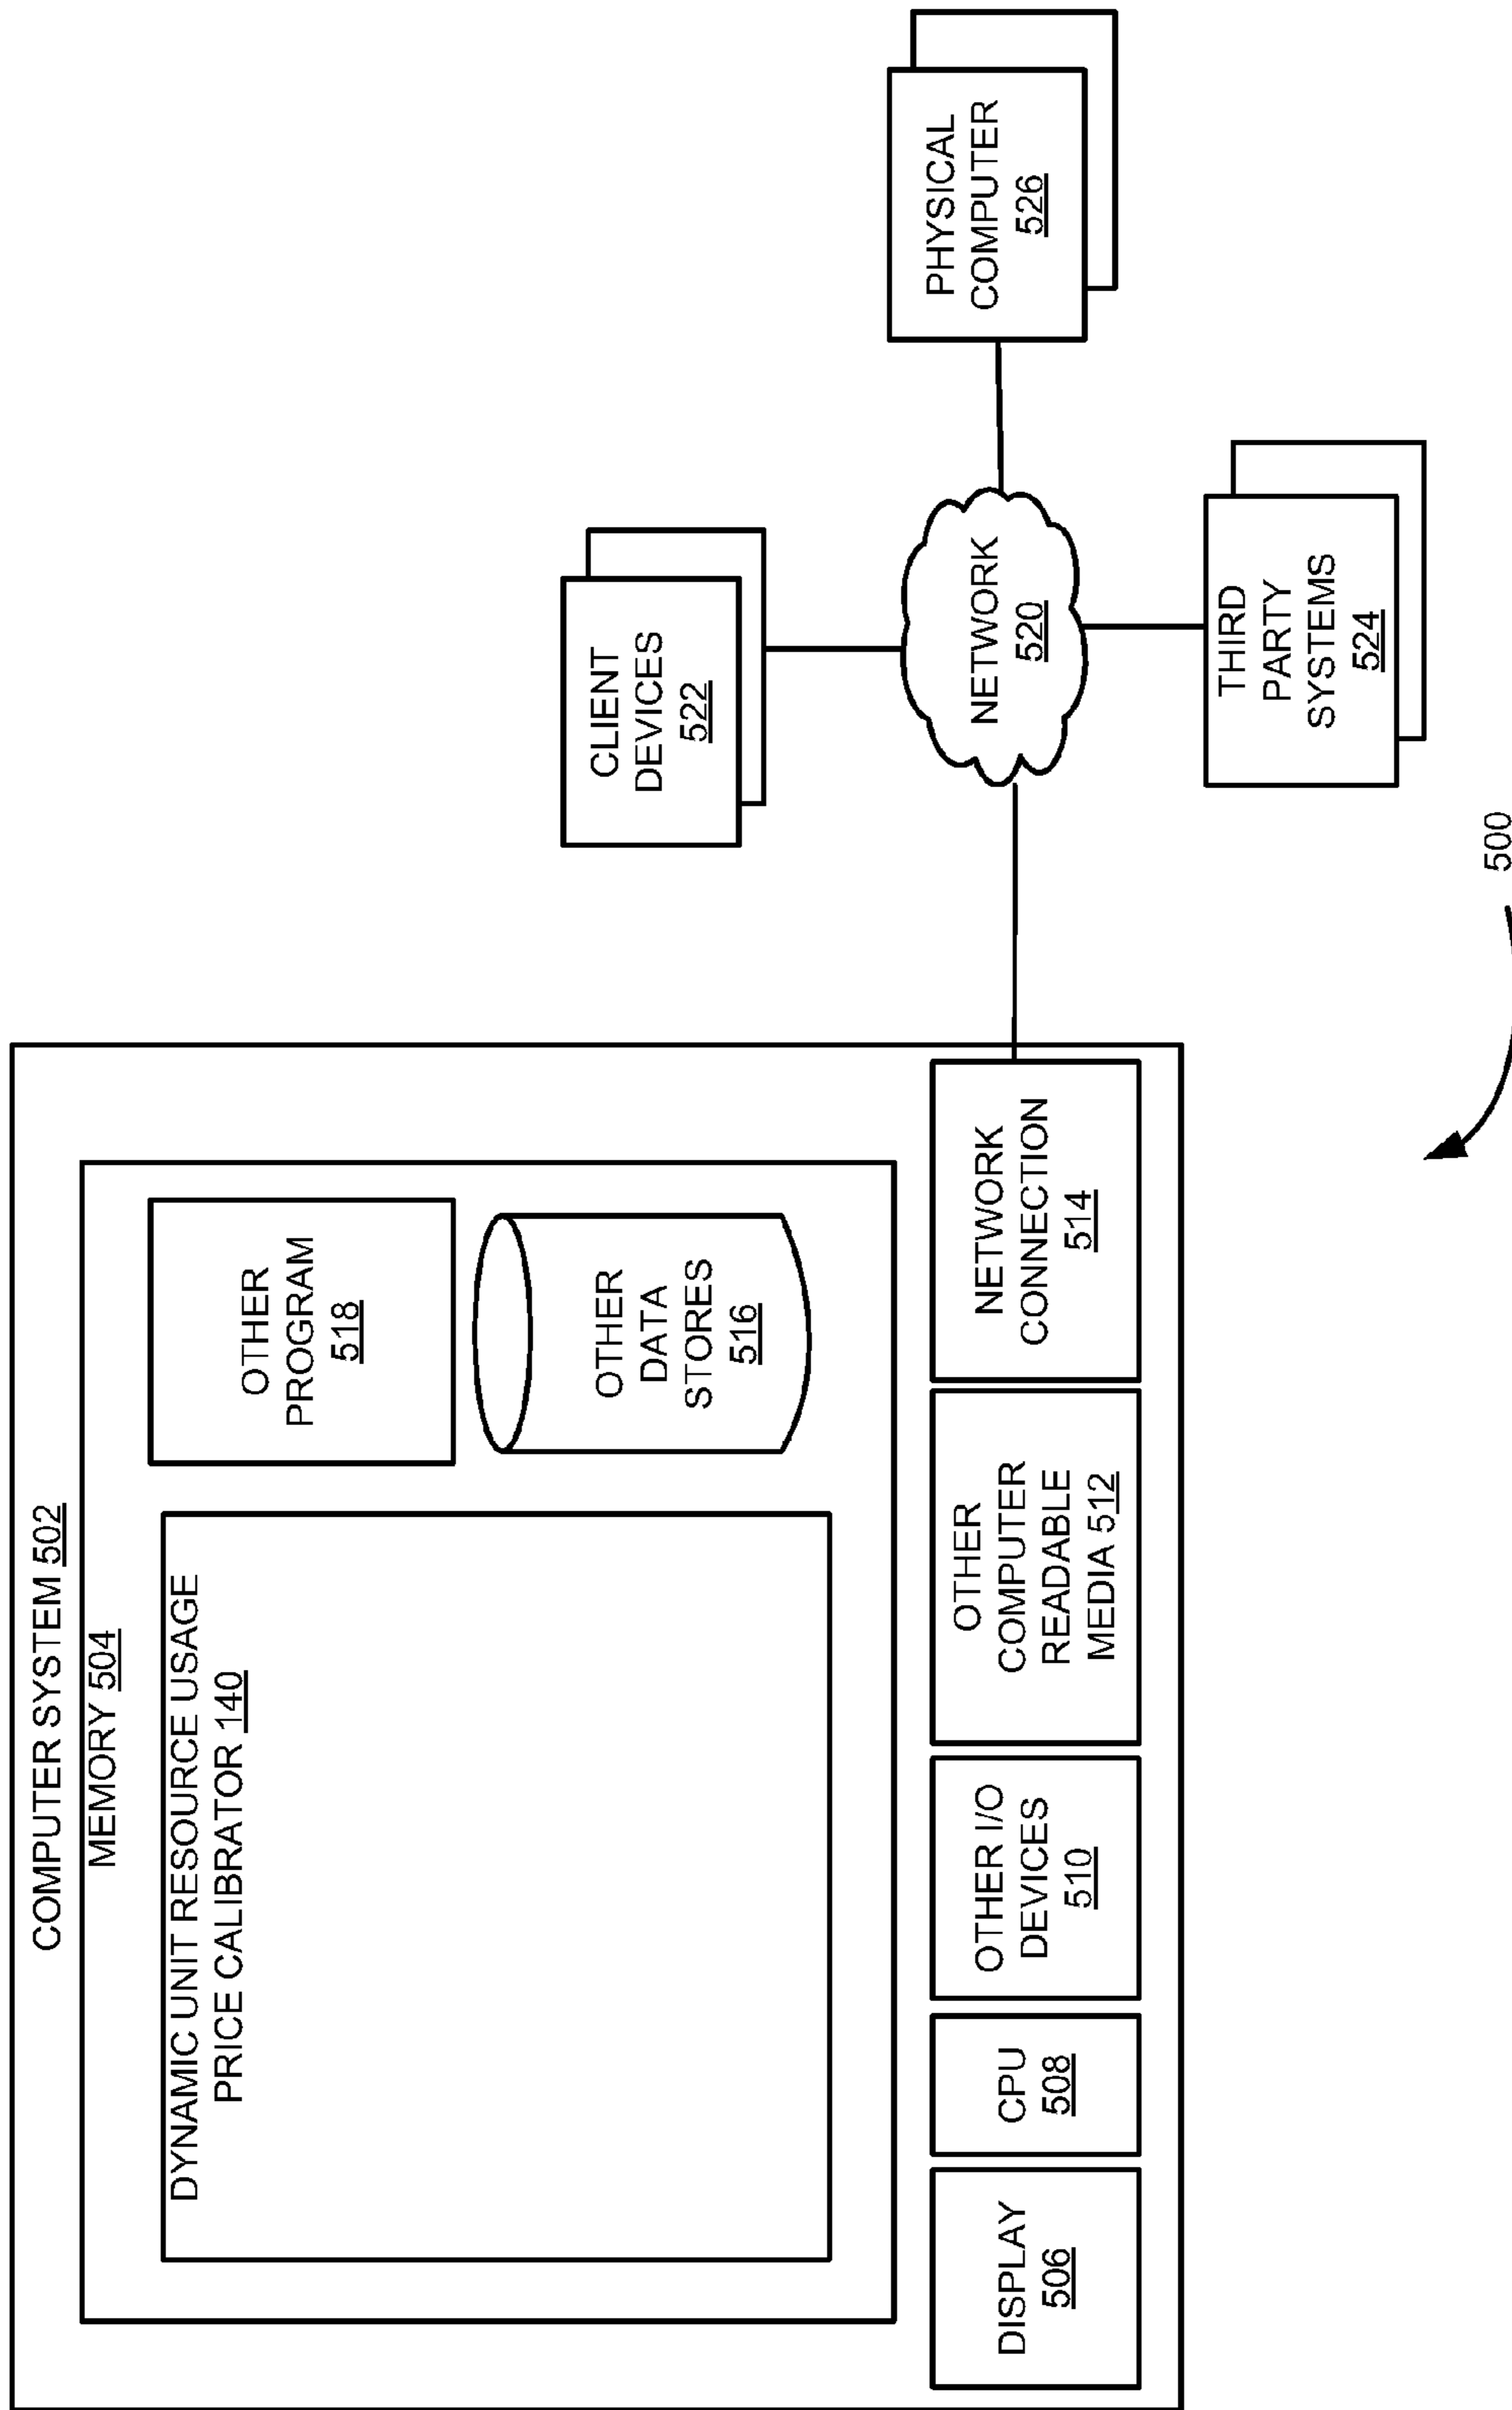 COMPUTER SYSTEM 502
MEMORY 504
DYNAMIC UNIT RESOURCE USAGE
PRICE CALIBRATOR 140
OTHER
PROGRAM
518
OTHER
DATA
STORES
516
DISPLAY
506
CPU
508
OTHER I/O
DEVICES
510
OTHER
COMPUTER
READABLE
MEDIA 512
NETWORK
CONNECTION
514
CLIENT
DEVICES
522
NETWORK
520
THIRD
PARTY
SYSTEMS
524
PHYSICAL
COMPUTER
526
500